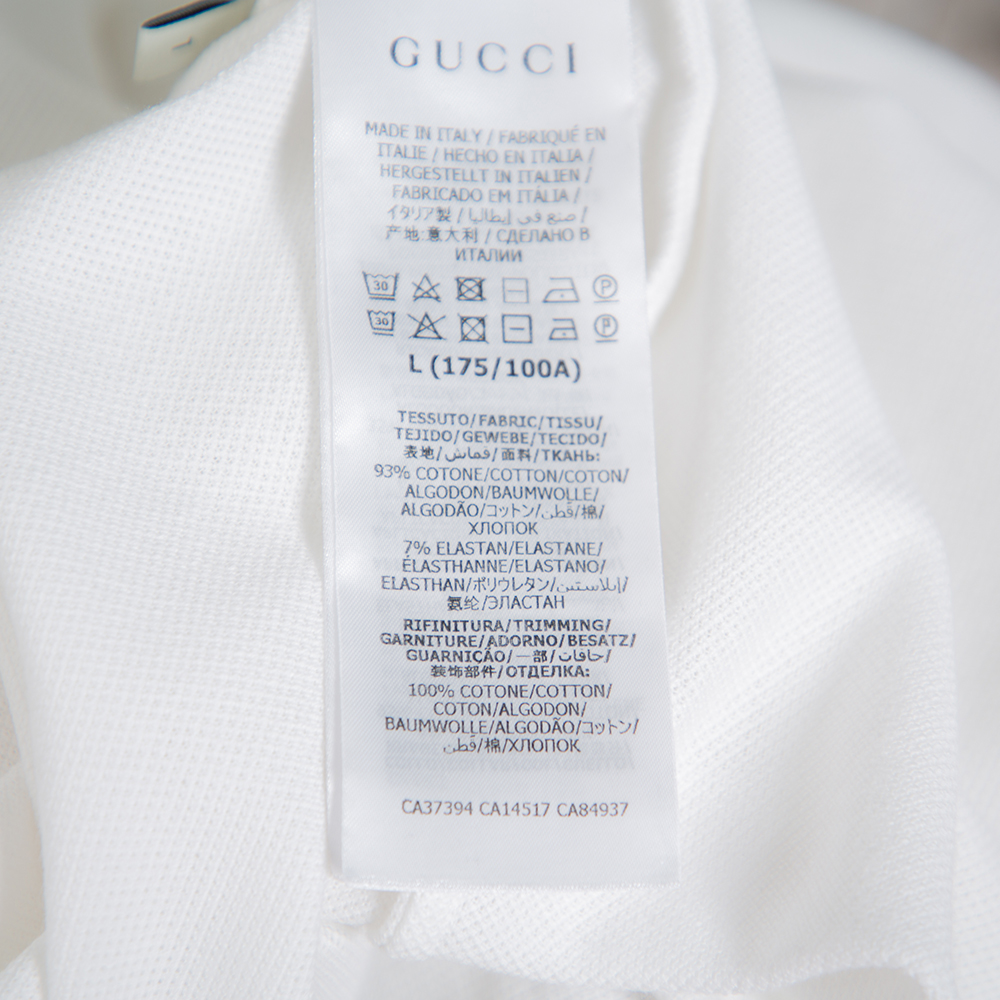 GUCCI
MADE IN ITALY / FABRIQUÉ EN
ITALIE / HECHO EN ITALIA /
HERGESTELLT IN ITALIEN /
FABRICADO EM ITÁLIA /
イタリア製 / صنع في إيطاليا /
产地:意大利 / СДЕЛАНО В
ИТАЛИИ
30 P
30 P
L (175/100A)
TESSUTO/FABRIC/TISSU/
TEJIDO/GEWEBE/TECIDO/
表地/قماش/面料/ТКАНЬ:
93% COTONE/COTTON/COTON/
ALGODON/BAUMWOLLE/
ALGODÃO/コットン/قطن/棉/
ХЛОПОК
7% ELASTAN/ELASTANE/
ÉLASTHANNE/ELASTANO/
ELASTHAN/ポリウレタン/إيلاستين/
氨纶/ЭЛАСТАН
RIFINITURA/TRIMMING/
GARNITURE/ADORNO/BESATZ/
GUARNIÇÃO/一部/حافات/
装饰部件/ОТДЕЛКА:
100% COTONE/COTTON/
COTON/ALGODON/
BAUMWOLLE/ALGODÃO/コットン/
قطن/棉/ХЛОПОК
CA37394 CA14517 CA84937